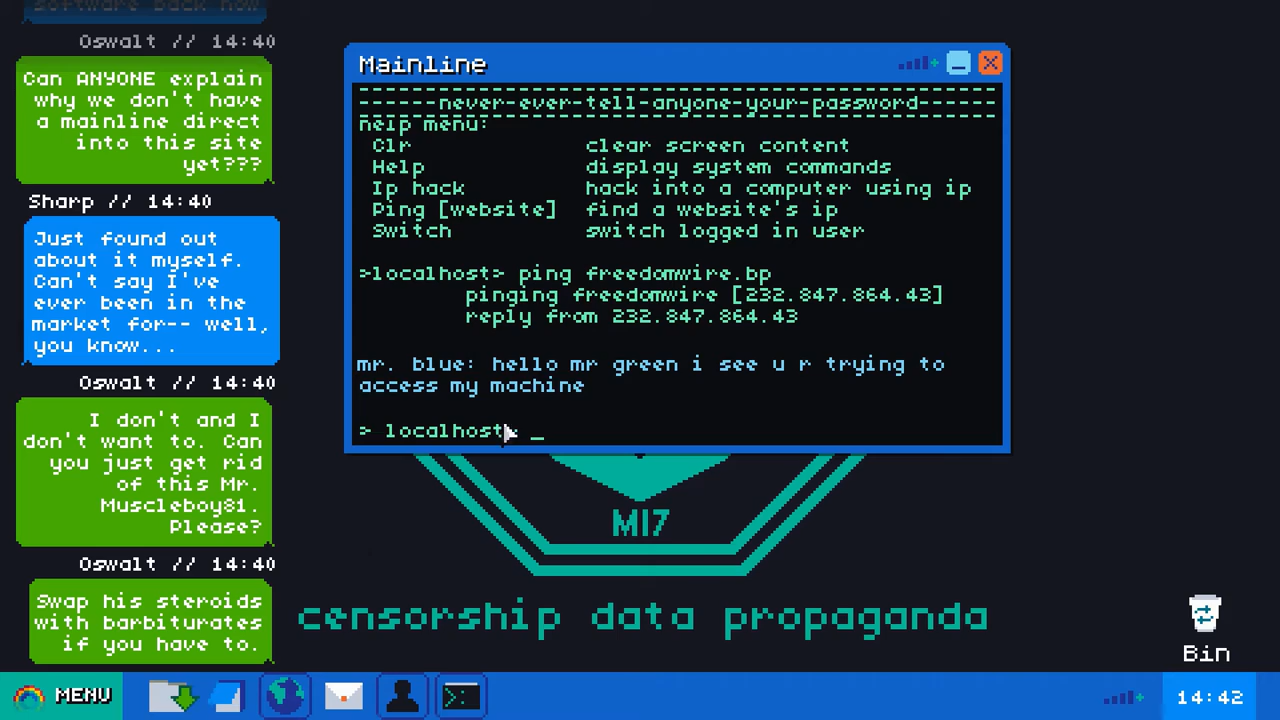 software back now
Oswalt // 14:40
Can ANYONE explain
why we don't have
a mainline direct
into this site
yet???
Sharp // 14:40
Just found out
about it myself.
Can't say I've
ever been in the
market for-- well,
you know...
Oswalt // 14:40
I don't and I
don't want to. Can
you just get rid
of this Mr.
Muscleboy81.
Please?
Oswalt // 14:40
Swap his steroids
with barbiturates
if you have to.
Mainline
------never-ever-tell-anyone-your-password------
help menu:
Clr clear screen content
Help display system commands
Ip hack hack into a computer using ip
Ping [website] find a website's ip
Switch switch logged in user
>localhost> ping freedomwire.bp
pinging freedomwire [232.847.864.43]
reply from 232.847.864.43
mr. blue: hello mr green i see u r trying to
access my machine
> localhost> _
MI7
censorship data propaganda
Bin
MENU
14:42